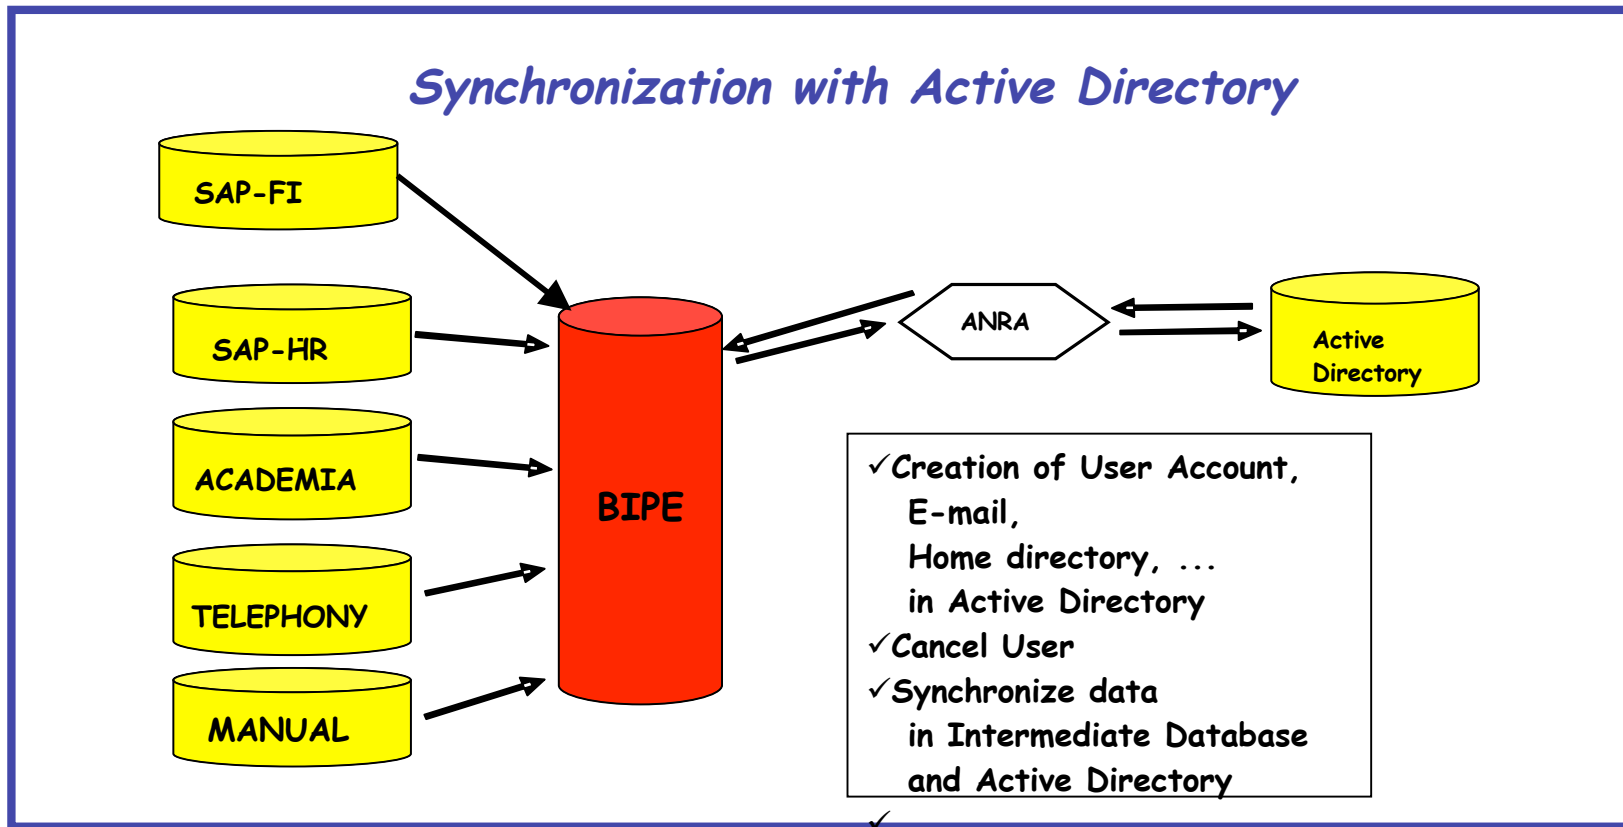 Synchronization with Active Directory
SAP-FI
SAP-HR
ACADEMIA
TELEPHONY
MANUAL
BIPE
ANRA
Active
Directory
✓Creation of User Account,
E-mail,
Home directory, ...
in Active Directory
✓Cancel User
✓Synchronize data
in Intermediate Database
and Active Directory
✓